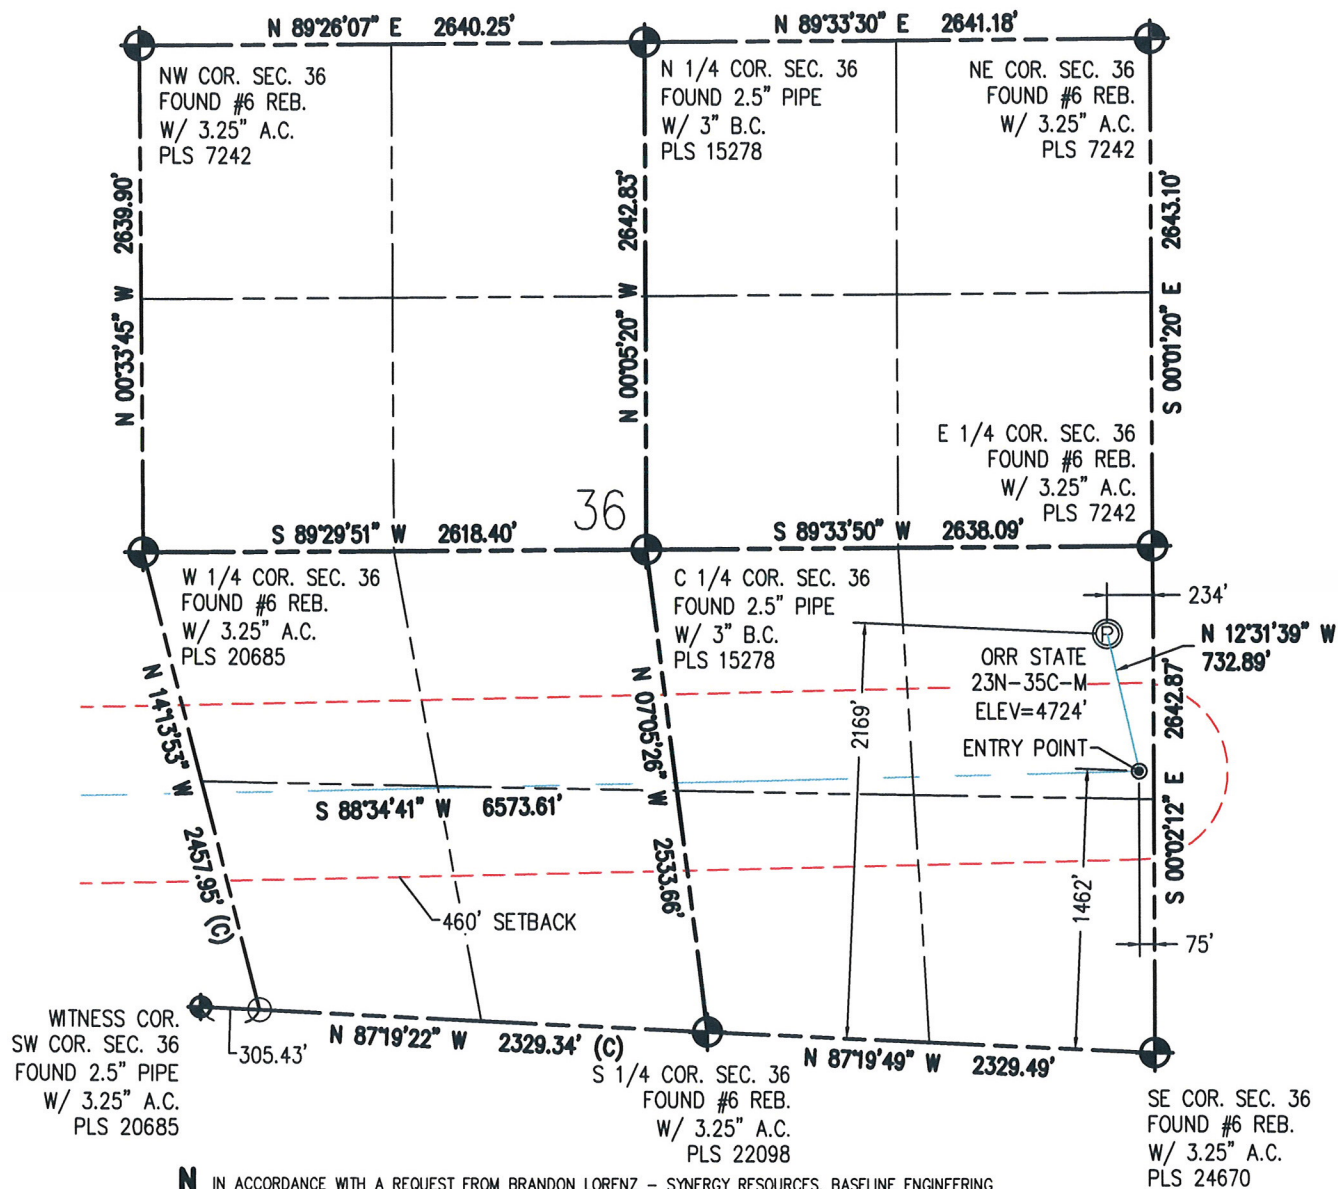 N 89°26'07" E 2640.25'
N 89°33'30" E 2641.18'
NW COR. SEC. 36
FOUND #6 REB.
W/ 3.25" A.C.
PLS 7242
N 1/4 COR. SEC. 36
FOUND 2.5" PIPE
W/ 3" B.C.
PLS 15278
NE COR. SEC. 36
FOUND #6 REB.
W/ 3.25" A.C.
PLS 7242
N 00°33'45" W 2639.90'
N 00°05'20" W 2642.83'
S 00°01'20" E 2643.10'
E 1/4 COR. SEC. 36
FOUND #6 REB.
W/ 3.25" A.C.
PLS 7242
36
S 89°29'51" W 2618.40'
S 89°33'50" W 2638.09'
W 1/4 COR. SEC. 36
FOUND #6 REB.
W/ 3.25" A.C.
PLS 20685
C 1/4 COR. SEC. 36
FOUND 2.5" PIPE
W/ 3" B.C.
PLS 15278
234'
P
N 12°31'39" W
732.89'
ORR STATE
23N-35C-M
ELEV=4724'
ENTRY POINT
2169'
N 14°13'53" W 2457.95' (C)
N 07°05'26" W 2533.66'
S 00°02'12" E 2642.87'
S 88°34'41" W 6573.61'
460' SETBACK
1462'
75'
WITNESS COR.
SW COR. SEC. 36
FOUND 2.5" PIPE
W/ 3.25" A.C.
PLS 20685
305.43'
N 87°19'22" W 2329.34' (C)
N 87°19'49" W 2329.49'
S 1/4 COR. SEC. 36
FOUND #6 REB.
W/ 3.25" A.C.
PLS 22098
SE COR. SEC. 36
FOUND #6 REB.
W/ 3.25" A.C.
PLS 24670
N IN ACCORDANCE WITH A REQUEST FROM BRANDON LORENZ – SYNERGY RESOURCES, BASELINE ENGINEERING